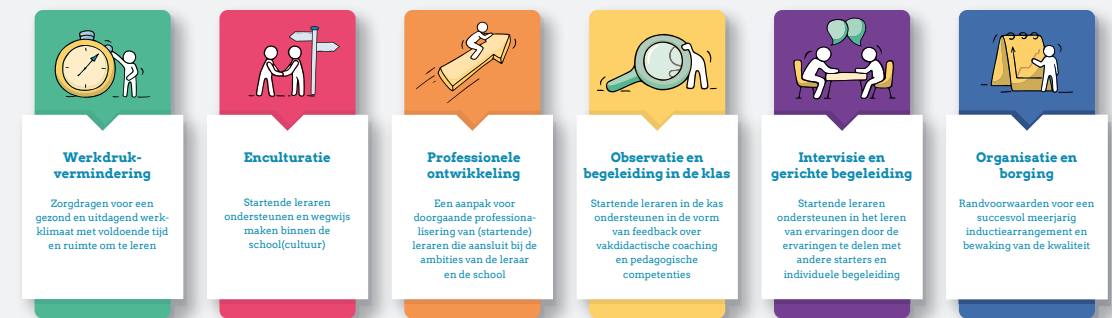 Werkdruk-
vermindering
Zorgdragen voor een
gezond en uitdagend werk-
klimaat met voldoende tijd
en ruimte om te leren
Enculturatie
Startende leraren
ondersteunen en wegwijs
maken binnen de
school(cultuur)
Professionele
ontwikkeling
Een aanpak voor
doorgaande professiona-
lisering van (startende)
leraren die aansluit bij de
ambities van de leraar
en de school
Observatie en
begeleiding in de klas
Startende leraren in de kas
ondersteunen in de vorm
van feedback over
vakdidactische coaching
en pedagogische
competenties
Intervisie en
gerichte begeleiding
Startende leraren
ondersteunen in het leren
van ervaringen door de
ervaringen te delen met
andere starters en
individuele begeleiding
Organisatie en
borging
Randvoorwaarden voor een
succesvol meerjarig
inductiearrangement en
bewaking van de kwaliteit